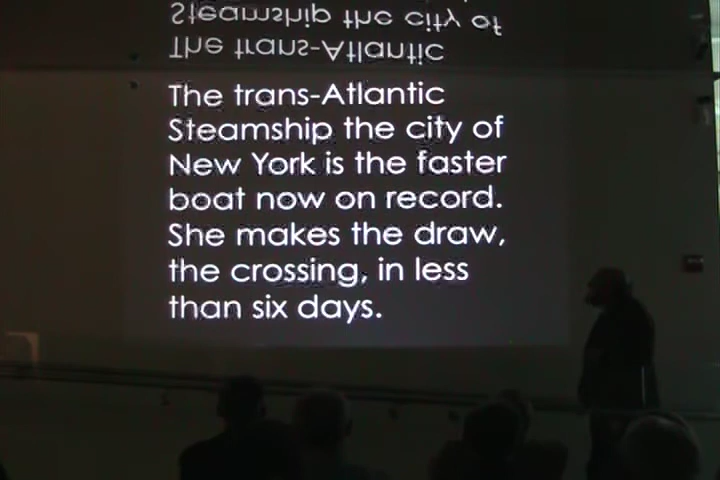 Steamship the city of
The trans-Atlantic
The trans-Atlantic
Steamship the city of
New York is the faster
boat now on record.
She makes the draw,
the crossing, in less
than six days.